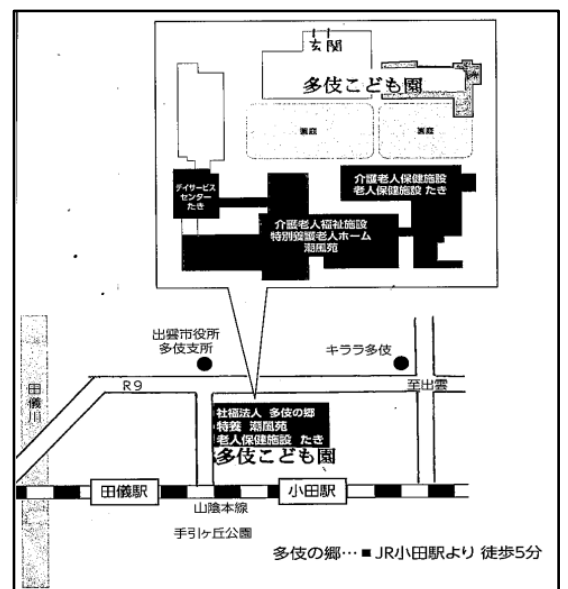 玄関
多伎こども園
園庭
園庭
デイサービス
センター
たき
介護老人保健施設
老人保健施設 たき
介護老人福祉施設
特別養護老人ホーム
潮風苑
出雲市役所
多伎支所
キララ多伎
田儀川
R9
至出雲
社福法人 多伎の郷
特養 潮風苑
老人保健施設 たき
多伎こども園
田儀駅
小田駅
山陰本線
手引ヶ丘公園
多伎の郷…■JR小田駅より 徒歩5分